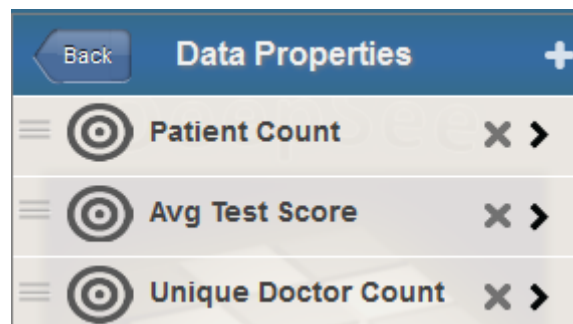 Back
Data Properties
Patient Count
Avg Test Score
Unique Doctor Count